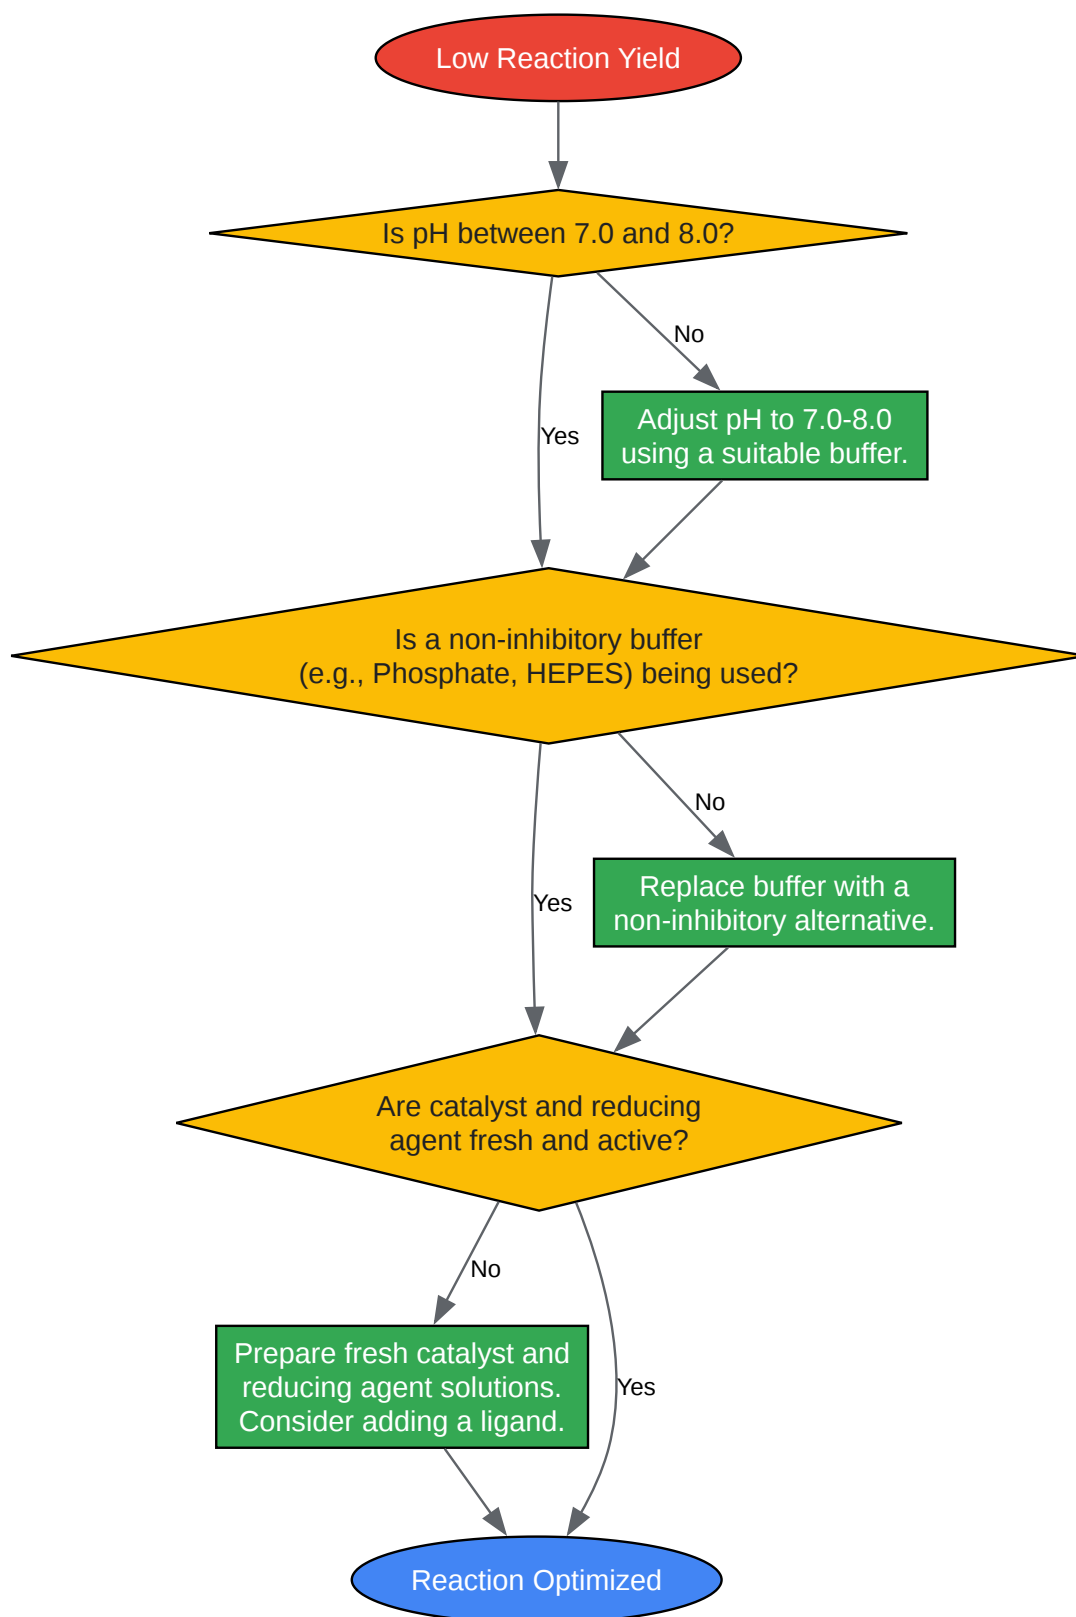 Low Reaction Yield
Is pH between 7.0 and 8.0?
No
Yes
Adjust pH to 7.0-8.0
using a suitable buffer.
Is a non-inhibitory buffer
(e.g., Phosphate, HEPES) being used?
No
Yes
Replace buffer with a
non-inhibitory alternative.
Are catalyst and reducing
agent fresh and active?
No
Yes
Prepare fresh catalyst and
reducing agent solutions.
Consider adding a ligand.
Reaction Optimized